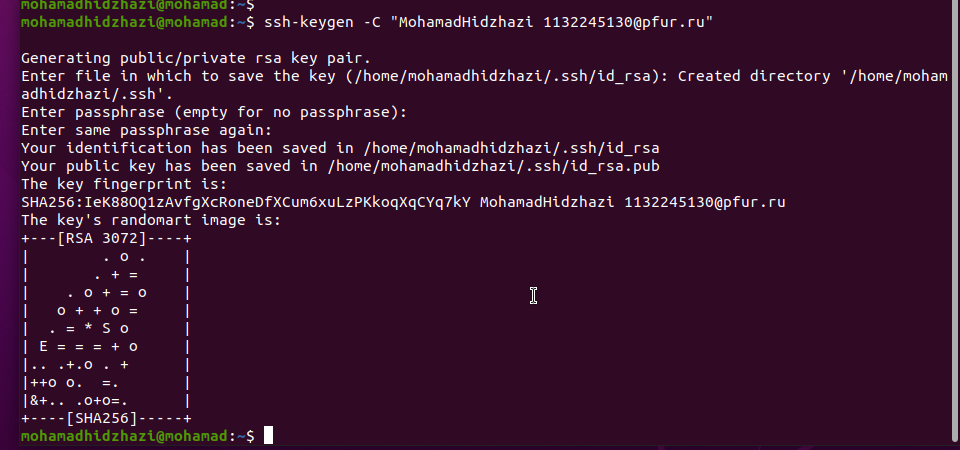 mohamadhidzhazi@mohamad:~$
mohamadhidzhazi@mohamad:~$ ssh-keygen -C "MohamadHidzhazi 1132245130@pfur.ru"
Generating public/private rsa key pair.
Enter file in which to save the key (/home/mohamadhidzhazi/.ssh/id_rsa): Created directory '/home/moham
adhidzhazi/.ssh'.
Enter passphrase (empty for no passphrase):
Enter same passphrase again:
Your identification has been saved in /home/mohamadhidzhazi/.ssh/id_rsa
Your public key has been saved in /home/mohamadhidzhazi/.ssh/id_rsa.pub
The key fingerprint is:
SHA256:IeK88OQ1zAvfgXcRoneDfXCum6xuLzPKkoqXqCYq7kY MohamadHidzhazi 1132245130@pfur.ru
The key's randomart image is:
+---[RSA 3072]----+
|        . o .    |
|       . + =     |
|    . o + = o    |
|   o + + o =     |
|  . = * S o      |
| E = = = + o     |
|.. .+.o . +      |
|++o o.  =.       |
|&+.. .o+o=.      |
+----[SHA256]-----+
mohamadhidzhazi@mohamad:~$